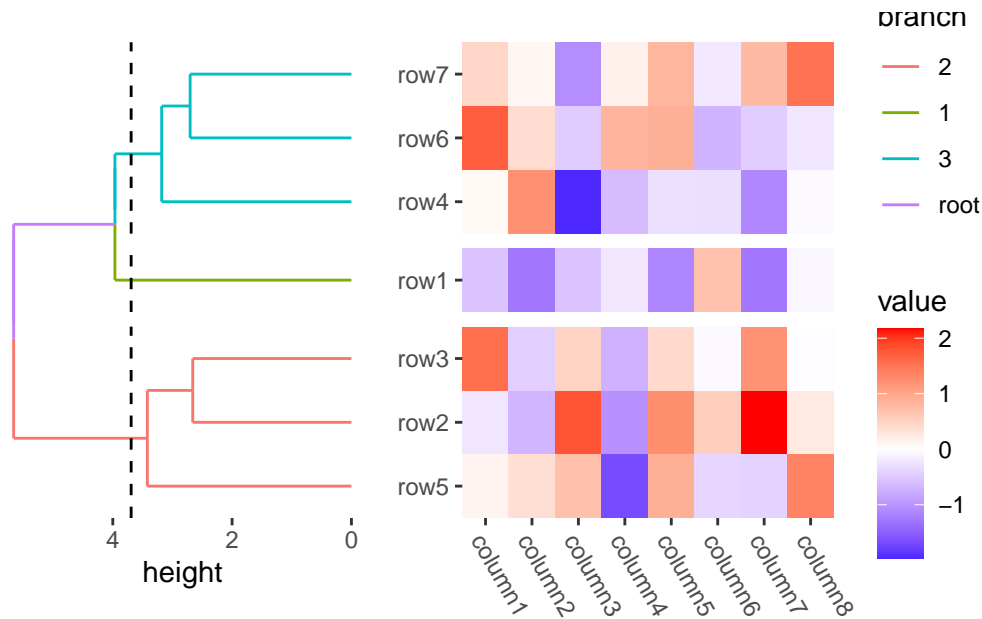 branch
2
1
3
root
row7
row6
row4
row1
row3
row2
row5
4
2
0
height
column1
column2
column3
column4
column5
column6
column7
column8
value
2
1
0
−1